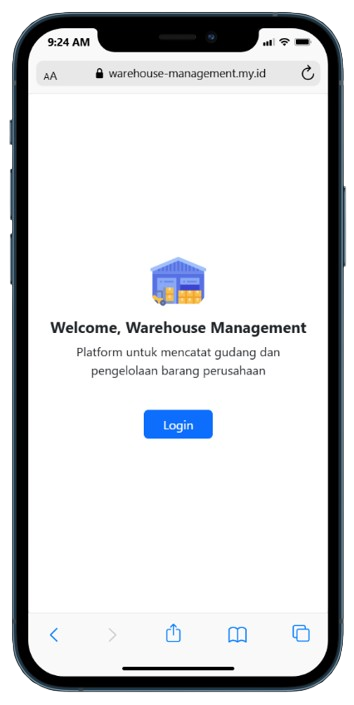 9:24 AM
AA
warehouse-management.my.id
Welcome, Warehouse Management
Platform untuk mencatat gudang dan
pengelolaan barang perusahaan
Login